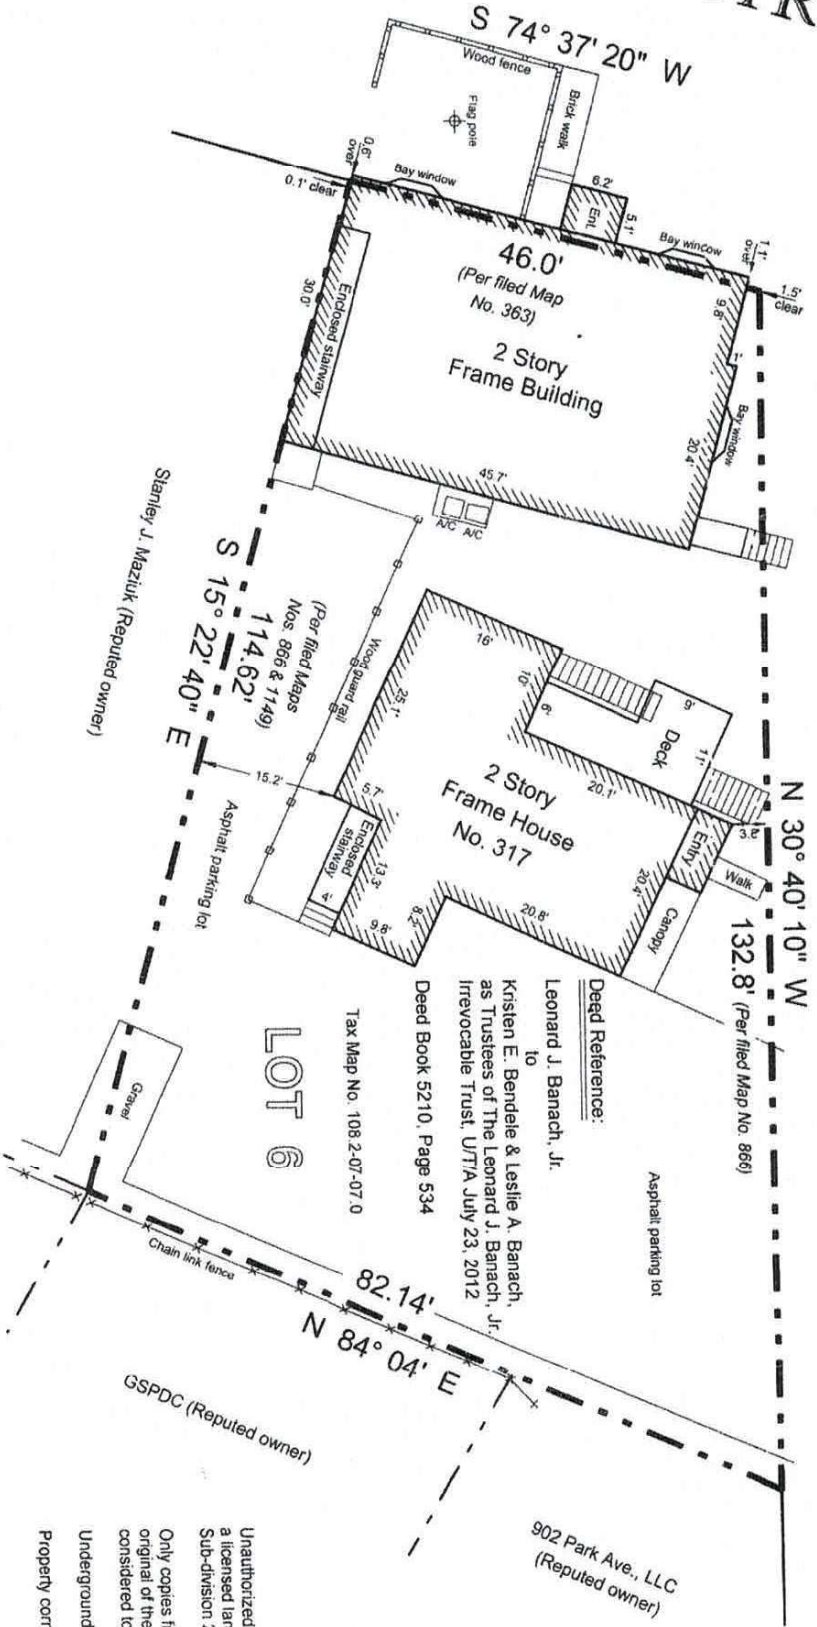 S 74° 37' 20" W
Wood fence
Brick walk
Flag pole
0.6'
over
0.1' clear
Bay window
6.2'
5.1'
Ent.
Bay window
1.1'
over
1.5'
clear
46.0'
(Per filed Map
No. 363)
9.8'
1'
Bay window
20.4'
2 Story
Frame Building
30.0'
Enclosed stairway
45.7'
A/C A/C
Stanley J. Maziuk (Reputed owner)
S 15° 22' 40" E
114.62'
(Per filed Maps
Nos. 866 & 1149)
Wood guard rail
15.2'
Asphalt parking lot
16'
10'
6'
25.1'
Deck
9'
11'
20.1'
2 Story
Frame House
No. 317
5.7'
Enclosed
stairway
13.3'
4'
9.8'
8.2'
20.8'
20.4'
Entry
3.8'
Walk
Canopy
N 30° 40' 10" W
132.8' (Per filed Map No. 866)
Deed Reference:
Leonard J. Banach, Jr.
to
Kristen E. Bendele & Leslie A. Banach,
as Trustees of The Leonard J. Banach, Jr.
Irrevocable Trust, U/T/A July 23, 2012
Deed Book 5210, Page 534
Tax Map No. 108.2-07-07.0
LOT 6
Asphalt parking lot
Gravel
Chain link fence
82.14'
N 84° 04' E
GSPDC (Reputed owner)
902 Park Ave., LLC
(Reputed owner)
Unauthorized
a licensed lan
Sub-division
Only copies f
original of the
considered to
Underground
Property corr